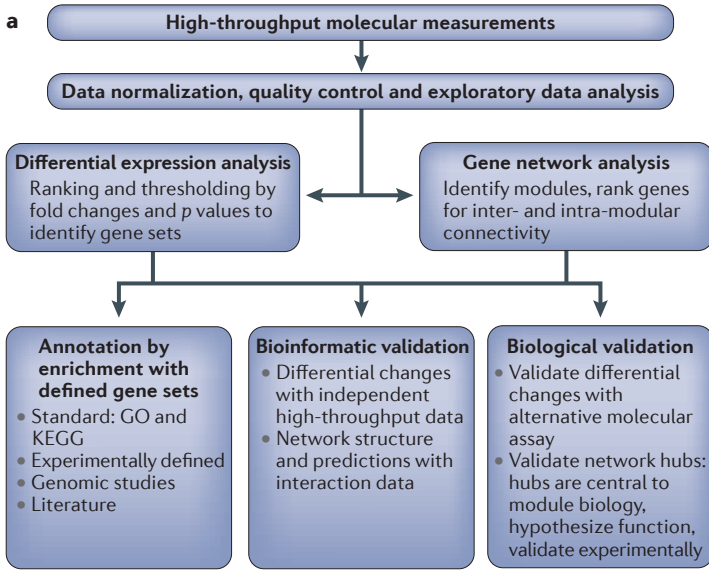 a
High-throughput molecular measurements
Data normalization, quality control and exploratory data analysis
Differential expression analysis
Ranking and thresholding by
fold changes and p values to
identify gene sets
Gene network analysis
Identify modules, rank genes
for inter- and intra-modular
connectivity
Annotation by
enrichment with
defined gene sets
• Standard: GO and
KEGG
• Experimentally defined
• Genomic studies
• Literature
Bioinformatic validation
• Differential changes
with independent
high-throughput data
• Network structure
and predictions with
interaction data
Biological validation
• Validate differential
changes with
alternative molecular
assay
• Validate network hubs:
hubs are central to
module biology,
hypothesize function,
validate experimentally